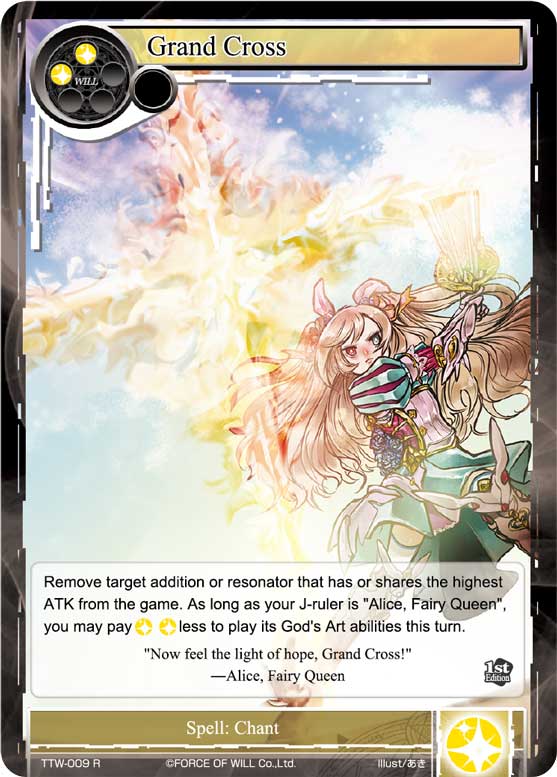 Grand Cross
WILL
Remove target addition or resonator that has or shares the highest
ATK from the game. As long as your J-ruler is "Alice, Fairy Queen",
you may pay less to play its God's Art abilities this turn.
"Now feel the light of hope, Grand Cross!"
—Alice, Fairy Queen
1st
Edition
Spell: Chant
TTW-009 R ©FORCE OF WILL Co.,Ltd. Illust/あき